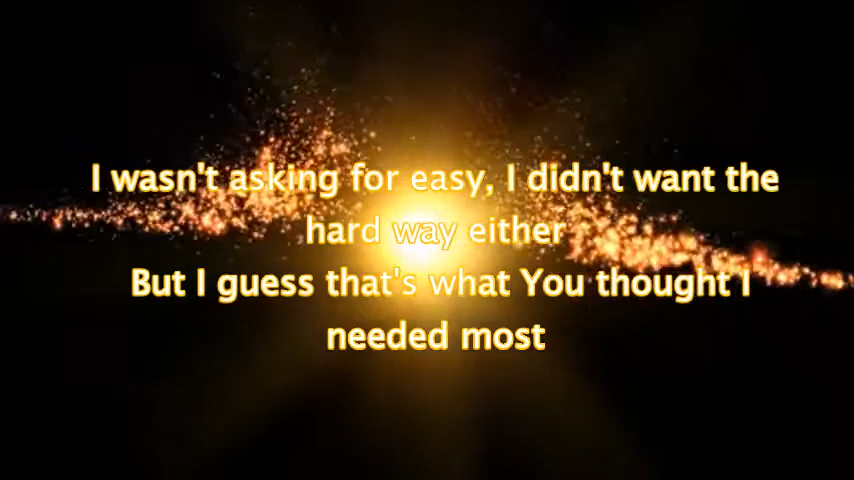 I wasn't asking for easy, I didn't want the
hard way either
But I guess that's what You thought I
needed most